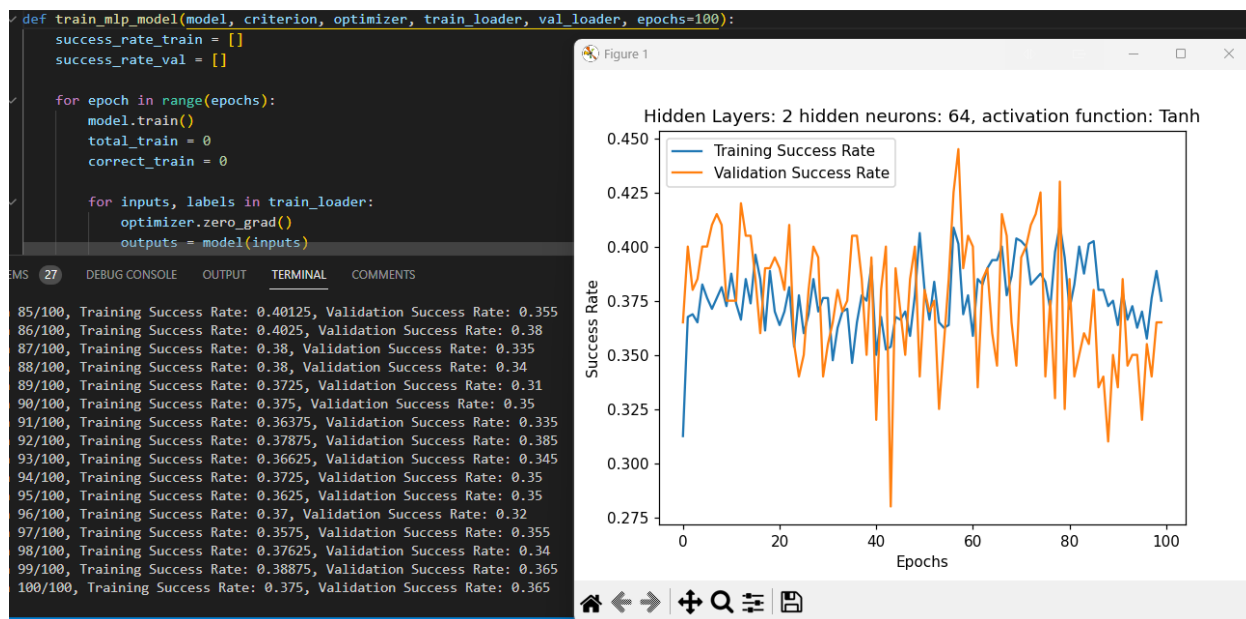 def train_mlp_model(model, criterion, optimizer, train_loader, val_loader, epochs=100):
success_rate_train = []
success_rate_val = []
for epoch in range(epochs):
model.train()
total_train = 0
correct_train = 0
for inputs, labels in train_loader:
optimizer.zero_grad()
outputs = model(inputs)
EMS 27 DEBUG CONSOLE OUTPUT TERMINAL COMMENTS
85/100, Training Success Rate: 0.40125, Validation Success Rate: 0.355
86/100, Training Success Rate: 0.4025, Validation Success Rate: 0.38
87/100, Training Success Rate: 0.38, Validation Success Rate: 0.335
88/100, Training Success Rate: 0.38, Validation Success Rate: 0.34
89/100, Training Success Rate: 0.3725, Validation Success Rate: 0.31
90/100, Training Success Rate: 0.375, Validation Success Rate: 0.35
91/100, Training Success Rate: 0.36375, Validation Success Rate: 0.335
92/100, Training Success Rate: 0.37875, Validation Success Rate: 0.385
93/100, Training Success Rate: 0.36625, Validation Success Rate: 0.345
94/100, Training Success Rate: 0.3725, Validation Success Rate: 0.35
95/100, Training Success Rate: 0.3625, Validation Success Rate: 0.35
96/100, Training Success Rate: 0.37, Validation Success Rate: 0.32
97/100, Training Success Rate: 0.3575, Validation Success Rate: 0.355
98/100, Training Success Rate: 0.37625, Validation Success Rate: 0.34
99/100, Training Success Rate: 0.38875, Validation Success Rate: 0.365
100/100, Training Success Rate: 0.375, Validation Success Rate: 0.365
Figure 1
Hidden Layers: 2 hidden neurons: 64, activation function: Tanh
Training Success Rate
Validation Success Rate
0.450
0.425
0.400
0.375
0.350
0.325
0.300
0.275
Success Rate
0 20 40 60 80 100
Epochs